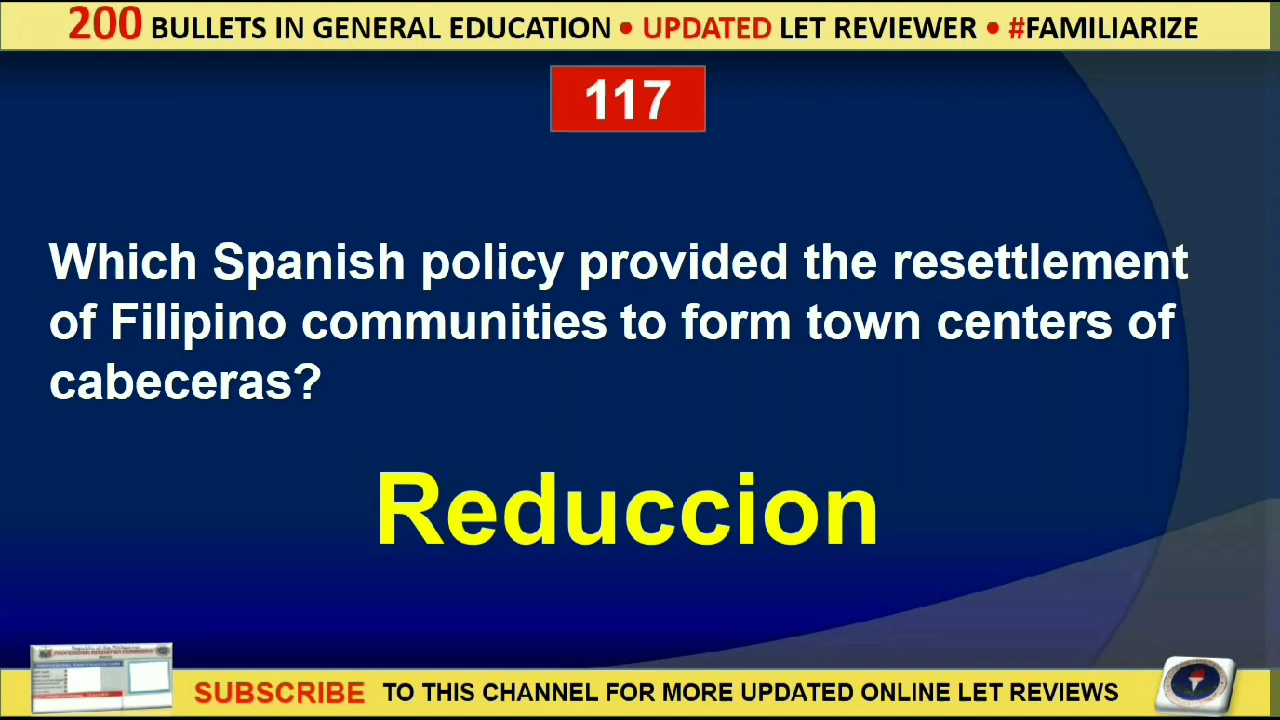 200 BULLETS IN GENERAL EDUCATION • UPDATED LET REVIEWER • #FAMILIARIZE
117
Which Spanish policy provided the resettlement
of Filipino communities to form town centers of
cabeceras?
Reduccion
SUBSCRIBE TO THIS CHANNEL FOR MORE UPDATED ONLINE LET REVIEWS